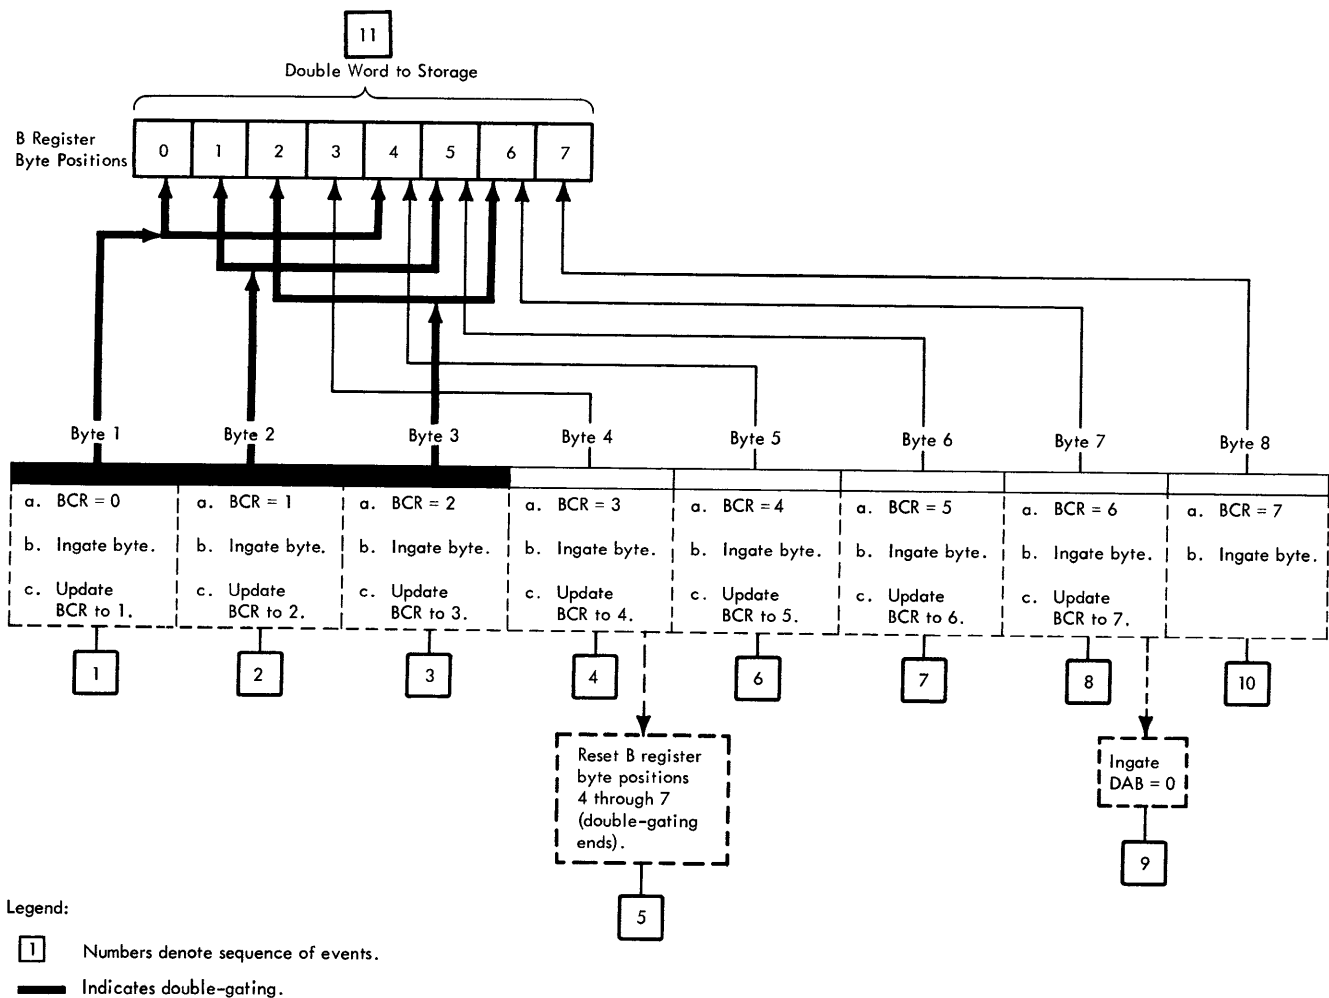 11
Double Word to Storage
B Register
Byte Positions
0 1 2 3 4 5 6 7
Byte 1 Byte 2 Byte 3 Byte 4 Byte 5 Byte 6 Byte 7 Byte 8
a. BCR = 0
b. Ingate byte.
c. Update
BCR to 1.
1
a. BCR = 1
b. Ingate byte.
c. Update
BCR to 2.
2
a. BCR = 2
b. Ingate byte.
c. Update
BCR to 3.
3
a. BCR = 3
b. Ingate byte.
c. Update
BCR to 4.
4
Reset B register
byte positions
4 through 7
(double-gating
ends).
5
a. BCR = 4
b. Ingate byte.
c. Update
BCR to 5.
6
a. BCR = 5
b. Ingate byte.
c. Update
BCR to 6.
7
a. BCR = 6
b. Ingate byte.
c. Update
BCR to 7.
8
Ingate
DAB = 0
9
a. BCR = 7
b. Ingate byte.
10
Legend:
1 Numbers denote sequence of events.
Indicates double-gating.